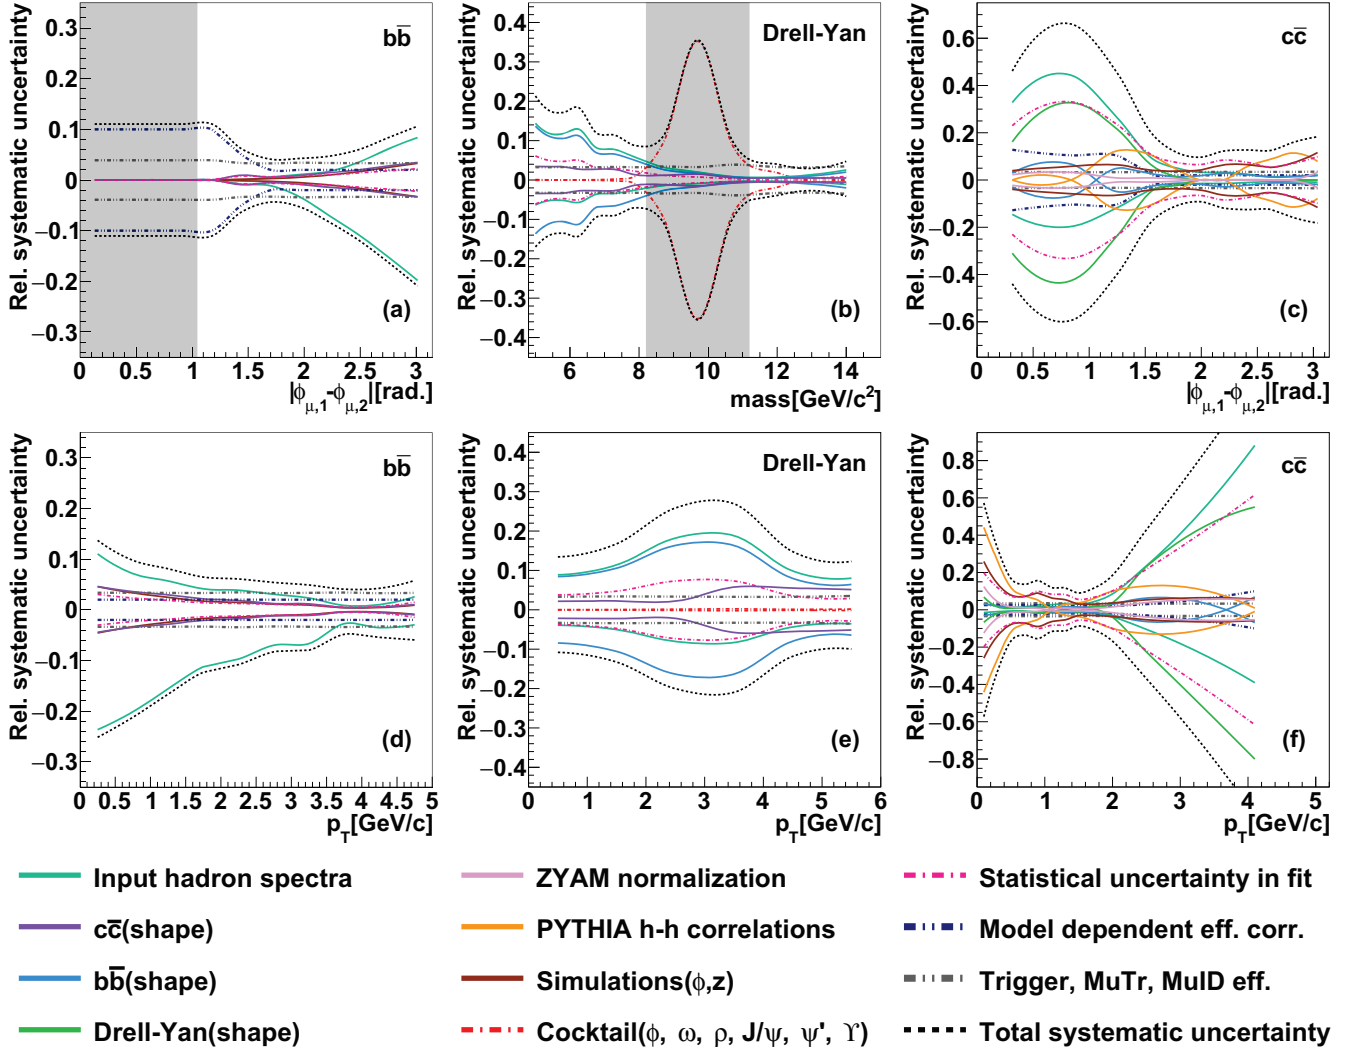 Rel. systematic uncertainty
0.3
0.2
0.1
0
−0.1
−0.2
−0.3
bb̅
(a)
0 0.5 1 1.5 2 2.5 3
|ϕμ,1-ϕμ,2|[rad.]
Rel. systematic uncertainty
0.4
0.3
0.2
0.1
0
−0.1
−0.2
−0.3
−0.4
Drell-Yan
(b)
6 8 10 12 14
mass[GeV/c²]
Rel. systematic uncertainty
0.6
0.4
0.2
0
−0.2
−0.4
−0.6
cc̅
(c)
0 0.5 1 1.5 2 2.5 3
|ϕμ,1-ϕμ,2|[rad.]
Rel. systematic uncertainty
0.3
0.2
0.1
0
−0.1
−0.2
−0.3
bb̅
(d)
0 0.5 1 1.5 2 2.5 3 3.5 4 4.5 5
pT[GeV/c]
Rel. systematic uncertainty
0.4
0.3
0.2
0.1
0
−0.1
−0.2
−0.3
−0.4
Drell-Yan
(e)
0 1 2 3 4 5 6
pT[GeV/c]
Rel. systematic uncertainty
0.8
0.6
0.4
0.2
0
−0.2
−0.4
−0.6
−0.8
cc̅
(f)
0 1 2 3 4 5
pT[GeV/c]
Input hadron spectra
cc̅(shape)
bb̅(shape)
Drell-Yan(shape)
ZYAM normalization
PYTHIA h-h correlations
Simulations(ϕ,z)
Cocktail(ϕ, ω, ρ, J/ψ, ψ', ϒ)
Statistical uncertainty in fit
Model dependent eff. corr.
Trigger, MuTr, MuID eff.
Total systematic uncertainty